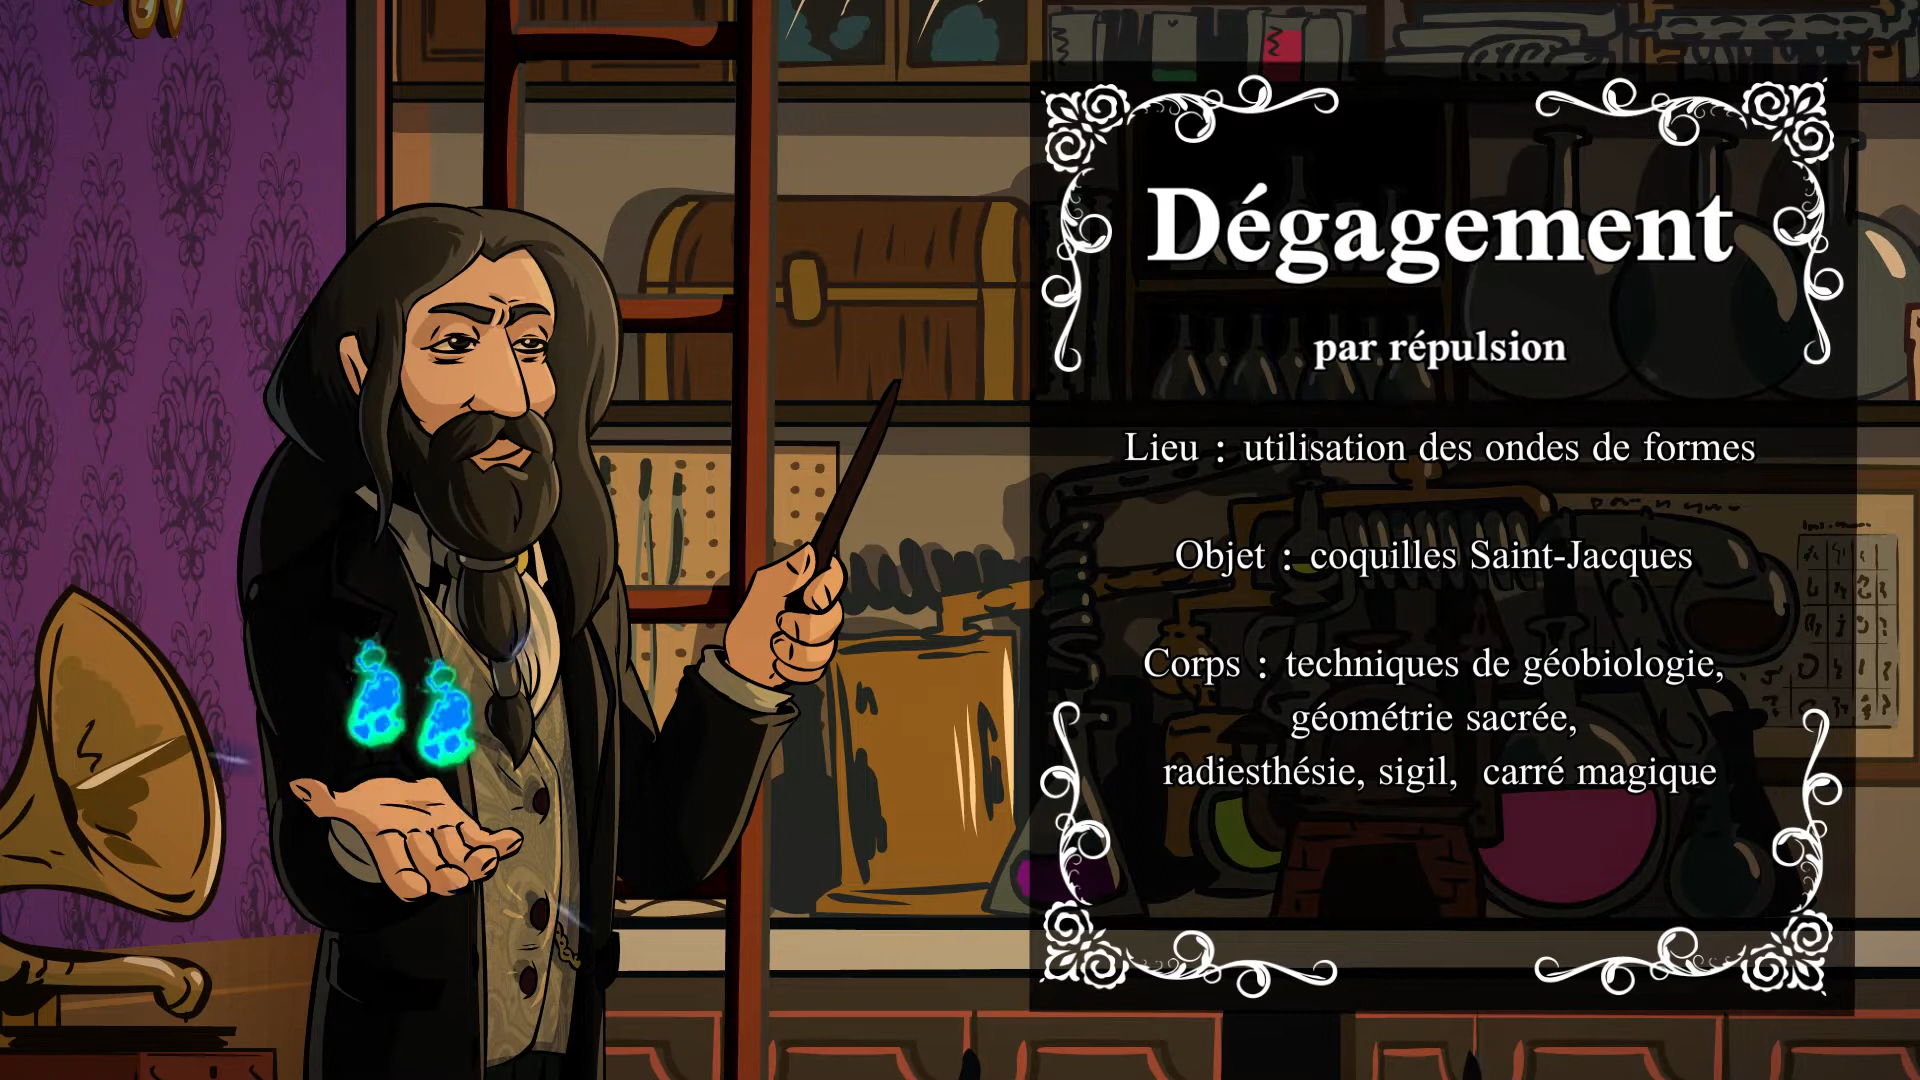 Dégagement
par répulsion
Lieu : utilisation des ondes de formes
Objet : coquilles Saint-Jacques
Corps : techniques de géobiologie,
géométrie sacrée,
radiesthésie, sigil, carré magique